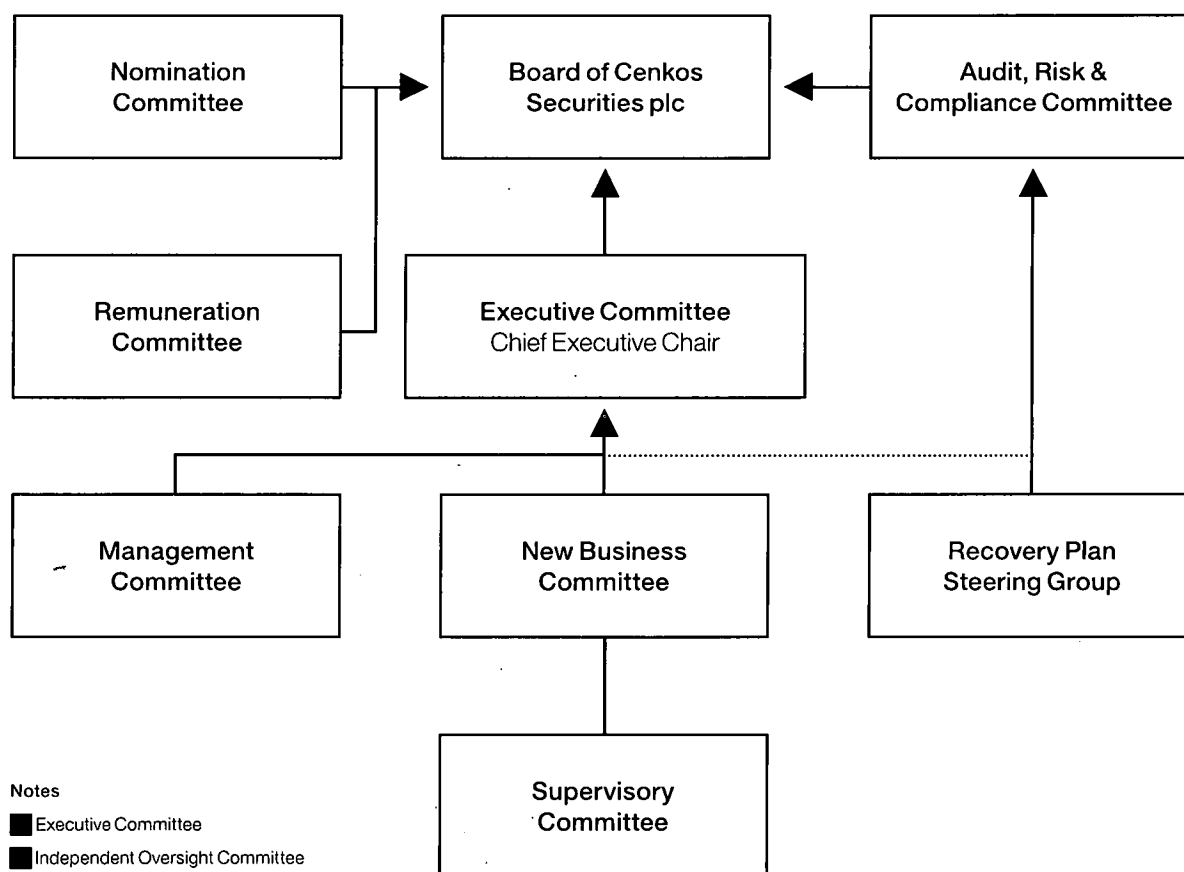 Nomination
Committee
Board of Cenkos
Securities plc
Audit, Risk &
Compliance Committee
Remuneration
Committee
Executive Committee
Chief Executive Chair
Management
Committee
New Business
Committee
Recovery Plan
Steering Group
Supervisory
Committee
Notes
Executive Committee
Independent Oversight Committee